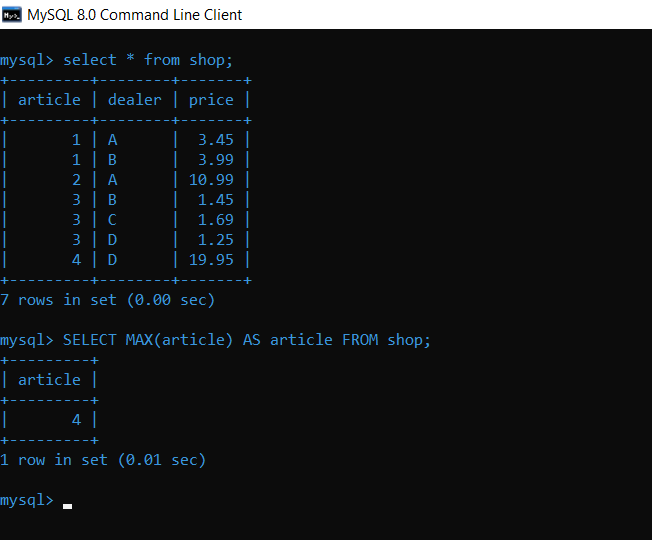 MySQL 8.0 Command Line Client
mysql> select * from shop;
+---------+--------+-------+
| article | dealer | price |
+---------+--------+-------+
|       1 | A      |  3.45 |
|       1 | B      |  3.99 |
|       2 | A      | 10.99 |
|       3 | B      |  1.45 |
|       3 | C      |  1.69 |
|       3 | D      |  1.25 |
|       4 | D      | 19.95 |
+---------+--------+-------+
7 rows in set (0.00 sec)
mysql> SELECT MAX(article) AS article FROM shop;
+---------+
| article |
+---------+
|       4 |
+---------+
1 row in set (0.01 sec)
mysql>